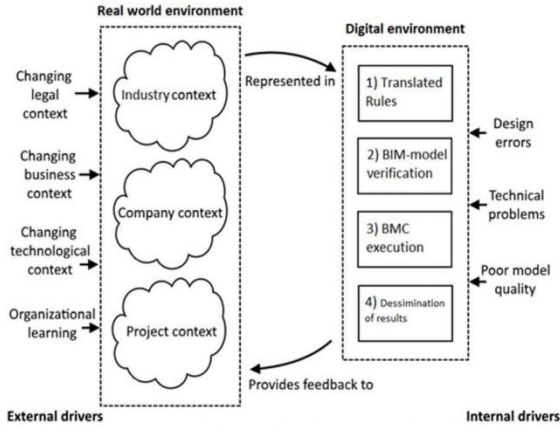 Real world environment
Digital environment
Changing
legal
context
Changing
business
context
Changing
technological
context
Organizational
learning
Industry context
Company context
Project context
Represented in
Provides feedback to
1) Translated
Rules
2) BIM-model
verification
3) BMC
execution
4) Dessimination
of results
Design
errors
Technical
problems
Poor model
quality
External drivers
Internal drivers